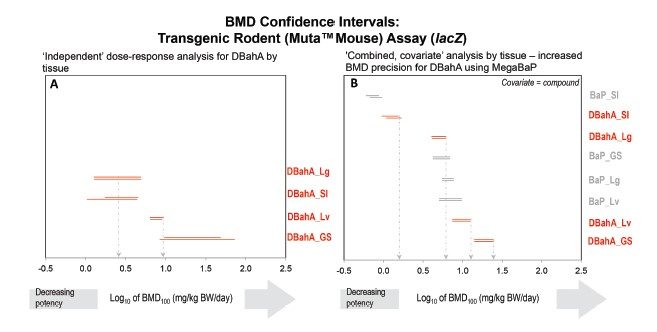 BMD Confidence Intervals:
Transgenic Rodent (Muta™Mouse) Assay (lacZ)
'Independent' dose-response analysis for DBahA by
tissue
A
DBahA_Lg
DBahA_SI
DBahA_Lv
DBahA_GS
-0.5 0.0 0.5 1.0 1.5 2.0 2.5
Decreasing
potency
Log10 of BMD100 (mg/kg BW/day)
'Combined, covariate' analysis by tissue – increased
BMD precision for DBahA using MegaBaP
B
Covariate = compound
BaP_SI
DBahA_SI
DBahA_Lg
BaP_GS
BaP_Lg
BaP_Lv
DBahA_Lv
DBahA_GS
-0.5 0.0 0.5 1.0 1.5 2.0 2.5
Decreasing
potency
Log10 of BMD100 (mg/kg BW/day)